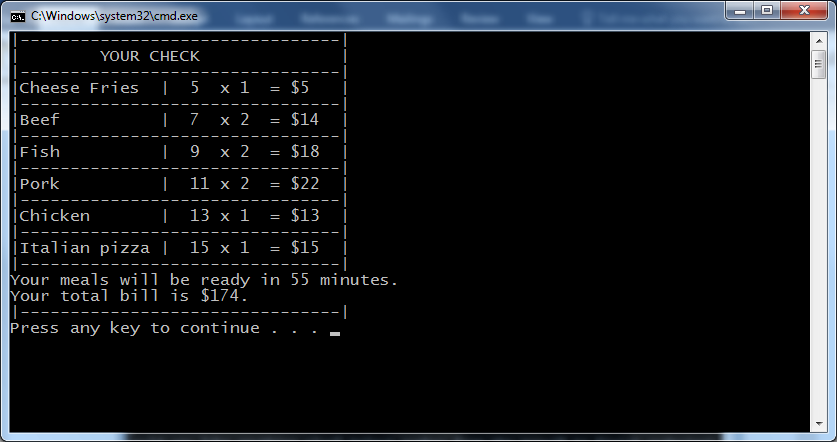 C:\Windows\system32\cmd.exe
|--------------------------------|
|        YOUR CHECK              |
|--------------------------------|
|Cheese Fries  |  5  x 1  = $5   |
|--------------------------------|
|Beef          |  7  x 2  = $14  |
|--------------------------------|
|Fish          |  9  x 2  = $18  |
|--------------------------------|
|Pork          |  11 x 2  = $22  |
|--------------------------------|
|Chicken       |  13 x 1  = $13  |
|--------------------------------|
|Italian pizza |  15 x 1  = $15  |
|--------------------------------|
Your meals will be ready in 55 minutes.
Your total bill is $174.
|--------------------------------|
Press any key to continue . . .